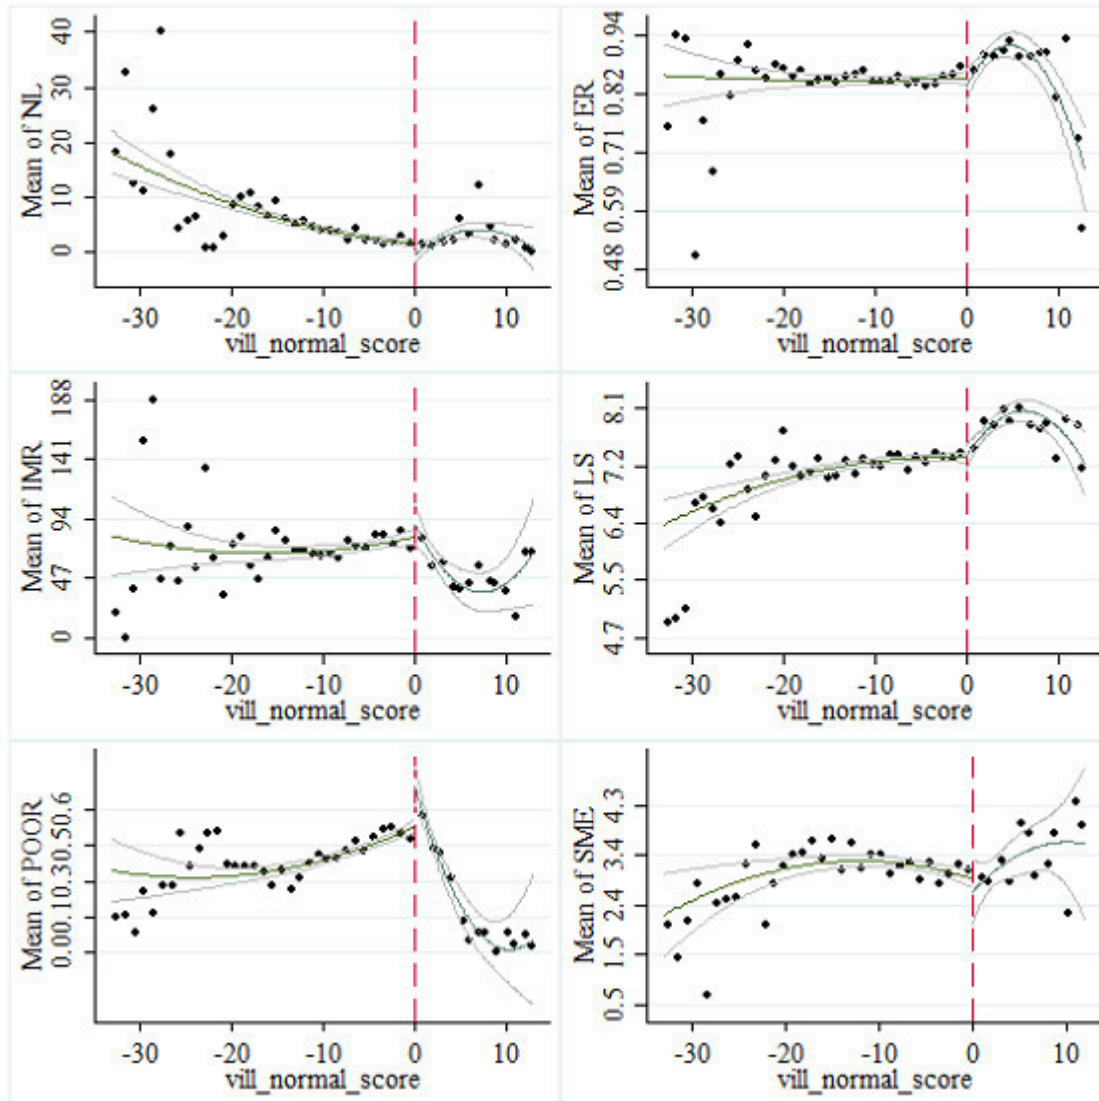 Mean of NL
40
30
20
10
0
-30 -20 -10 0 10
vill_normal_score
Mean of ER
0.94
0.82
0.71
0.59
0.48
-30 -20 -10 0 10
vill_normal_score
Mean of IMR
188
141
94
47
0
-30 -20 -10 0 10
vill_normal_score
Mean of LS
8.1
7.2
6.4
5.5
4.7
-30 -20 -10 0 10
vill_normal_score
Mean of POOR
0.00.10.30.50.6
-30 -20 -10 0 10
vill_normal_score
Mean of SME
4.3
3.4
2.4
1.5
0.5
-30 -20 -10 0 10
vill_normal_score